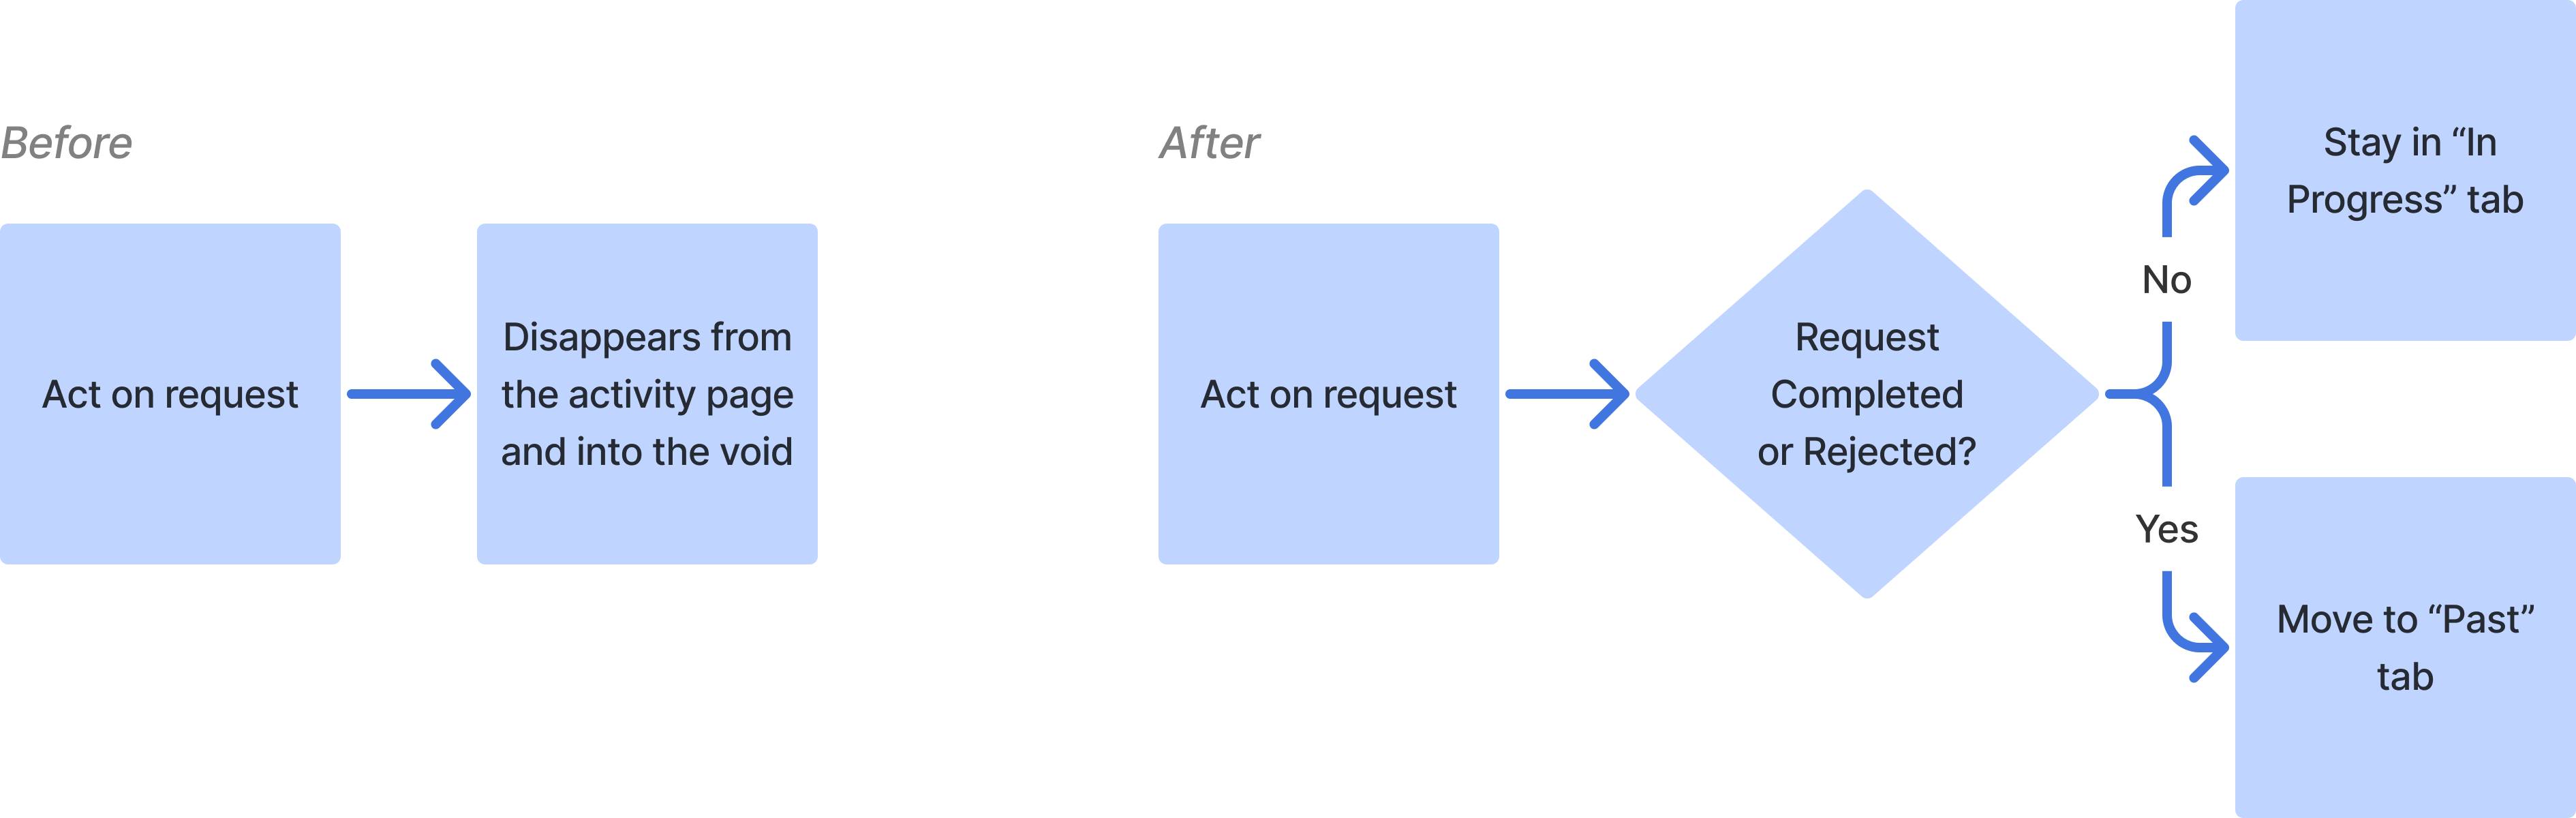 Before
Act on request
Disappears from
the activity page
and into the void
After
Act on request
Request
Completed
or Rejected?
No
Stay in “In
Progress” tab
Yes
Move to “Past”
tab